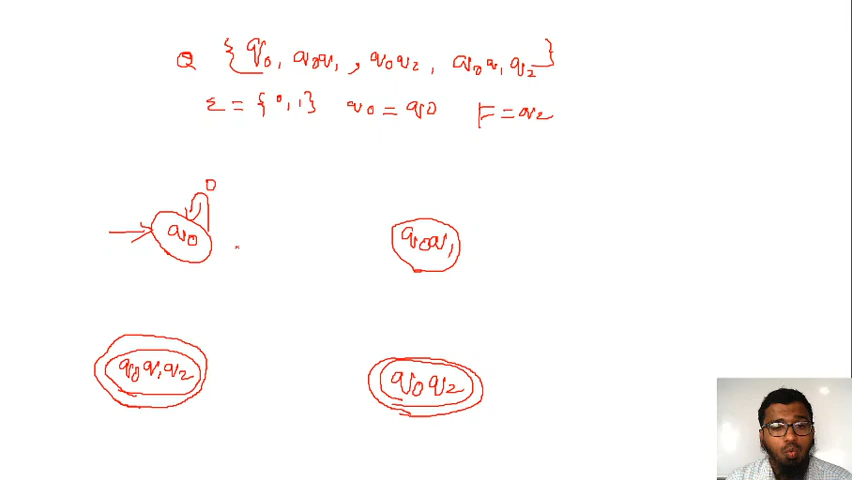 Q {q0, q0q1, q0q2, q0q1q2}
Σ = {0,1} q0 = q0 F = q2
0
q0
q0q1
q0q1q2
q0q2